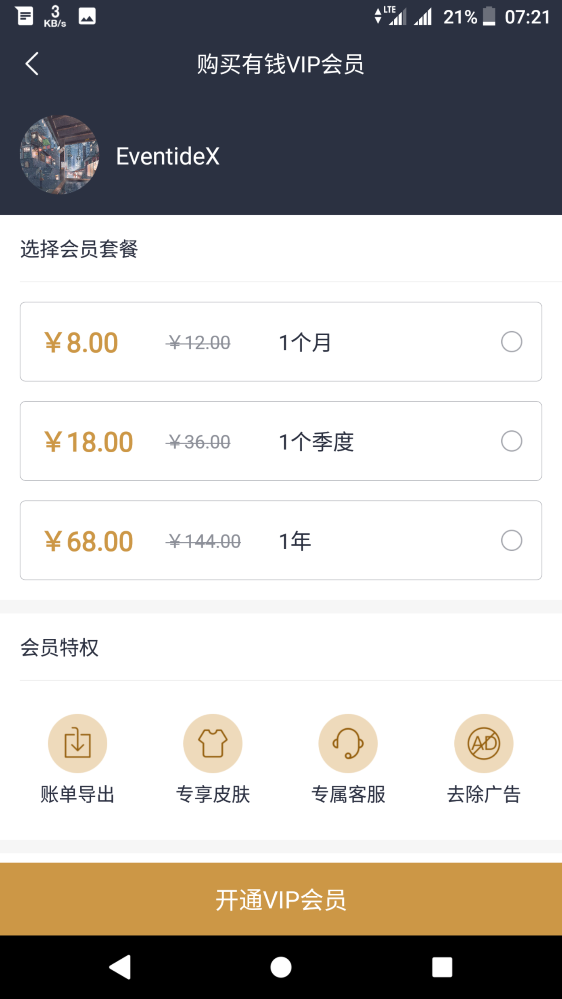 3
KB/s
LTE
21%
07:21
购买有钱VIP会员
EventideX
选择会员套餐
￥8.00 ￥12.00 1个月
￥18.00 ￥36.00 1个季度
￥68.00 ￥144.00 1年
会员特权
AD
账单导出 专享皮肤 专属客服 去除广告
开通VIP会员